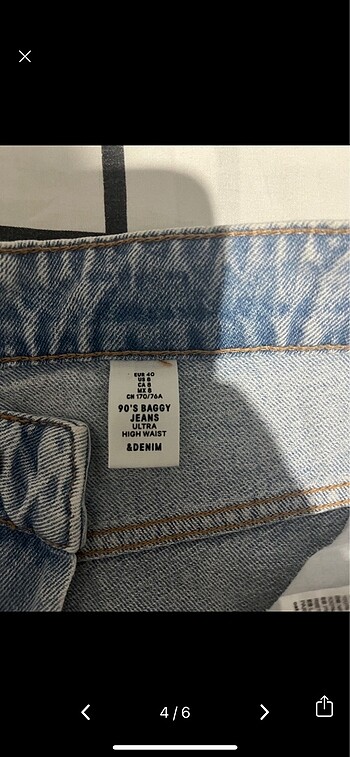 EUR 40
US 8
CA 8
MX 8
CN 170/76A
90'S BAGGY
JEANS
ULTRA
HIGH WAIST
&DENIM
4/6